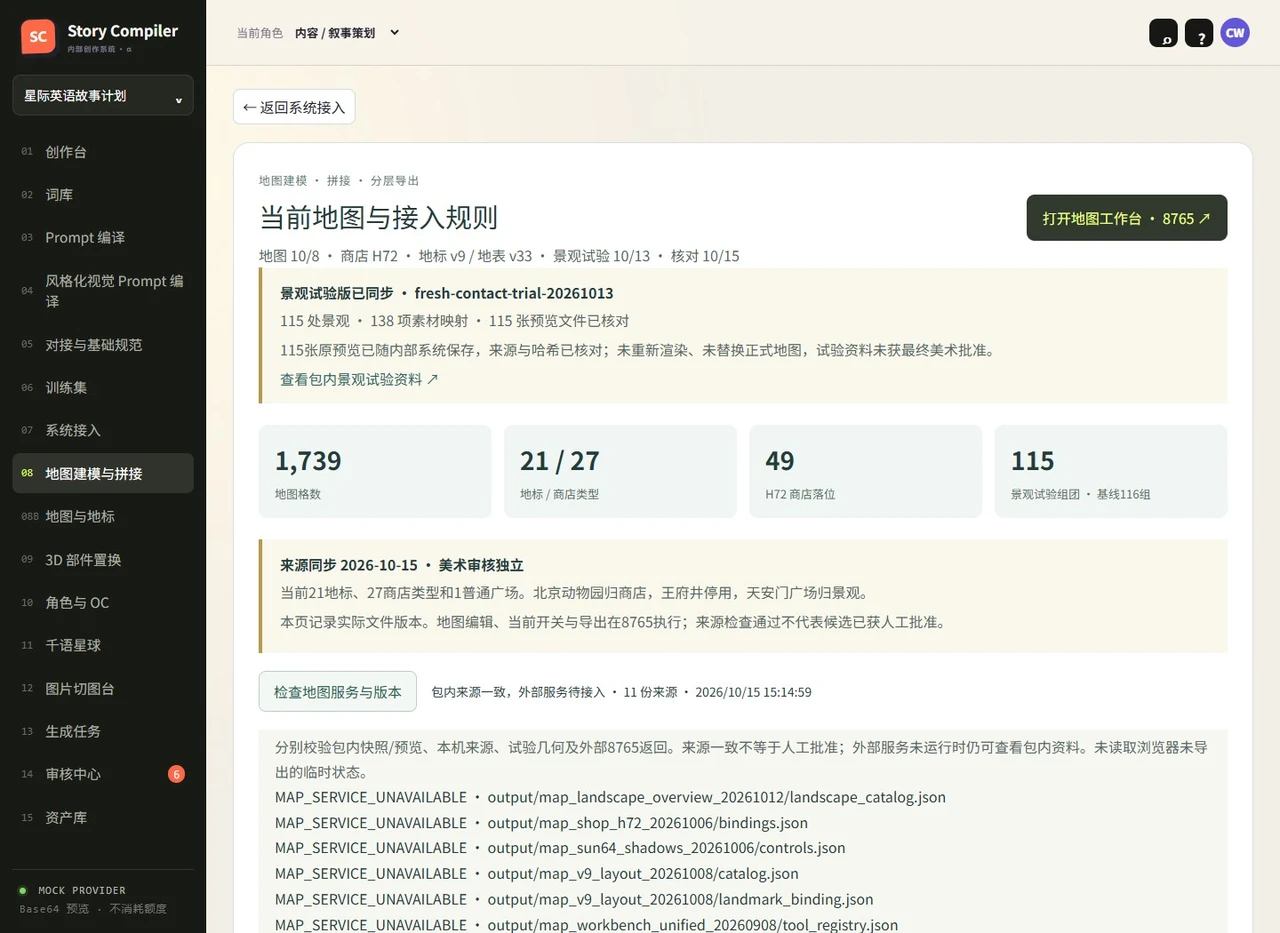 SC
Story Compiler
内部创作系统 · α
星际英语故事计划
01 创作台
02 词库
03 Prompt 编译
04 风格化视觉 Prompt 编
译
05 对接与基础规范
06 训练集
07 系统接入
08 地图建模与拼接
08B 地图与地标
09 3D 部件置换
10 角色与 OC
11 千语星球
12 图片切图台
13 生成任务
14 审核中心 6
15 资产库
MOCK PROVIDER
Base64 预览 · 不消耗额度
当前角色 内容 / 叙事策划
? CW
← 返回系统接入
地图建模 · 拼接 · 分层导出
当前地图与接入规则
打开地图工作台 · 8765 ↗
地图 10/8 · 商店 H72 · 地标 v9 / 地表 v33 · 景观试验 10/13 · 核对 10/15
景观试验版已同步 · fresh-contact-trial-20261013
115 处景观 · 138 项素材映射 · 115 张预览文件已核对
115张原预览已随内部系统保存，来源与哈希已核对；未重新渲染、未替换正式地图，试验资料未获最终美术批准。
查看包内景观试验资料 ↗
1,739
地图格数
21 / 27
地标 / 商店类型
49
H72 商店落位
115
景观试验组团 · 基线116组
来源同步 2026-10-15 · 美术审核独立
当前21地标、27商店类型和1普通广场。北京动物园归商店，王府井停用，天安门广场归景观。
本页记录实际文件版本。地图编辑、当前开关与导出在8765执行；来源检查通过不代表候选已获人工批准。
检查地图服务与版本 包内来源一致，外部服务待接入 · 11 份来源 · 2026/10/15 15:14:59
分别校验包内快照/预览、本机来源、试验几何及外部8765返回。来源一致不等于人工批准；外部服务未运行时仍可查看包内资料。未读取浏览器未导
出的临时状态。
MAP_SERVICE_UNAVAILABLE · output/map_landscape_overview_20261012/landscape_catalog.json
MAP_SERVICE_UNAVAILABLE · output/map_shop_h72_20261006/bindings.json
MAP_SERVICE_UNAVAILABLE · output/map_sun64_shadows_20261006/controls.json
MAP_SERVICE_UNAVAILABLE · output/map_v9_layout_20261008/catalog.json
MAP_SERVICE_UNAVAILABLE · output/map_v9_layout_20261008/landmark_binding.json
MAP_SERVICE_UNAVAILABLE · output/map_workbench_unified_20260908/tool_registry.json